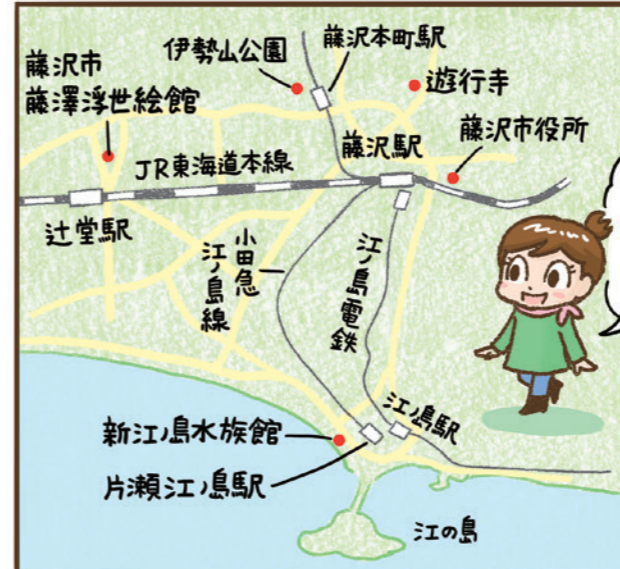 伊勢山公園
藤沢本町駅
藤沢市
藤澤浮世絵館
遊行寺
藤沢市役所
藤沢駅
JR東海道本線
辻堂駅
小田急
江ノ島線
江ノ島電鉄
江ノ島駅
新江ノ島水族館
片瀬江ノ島駅
江の島